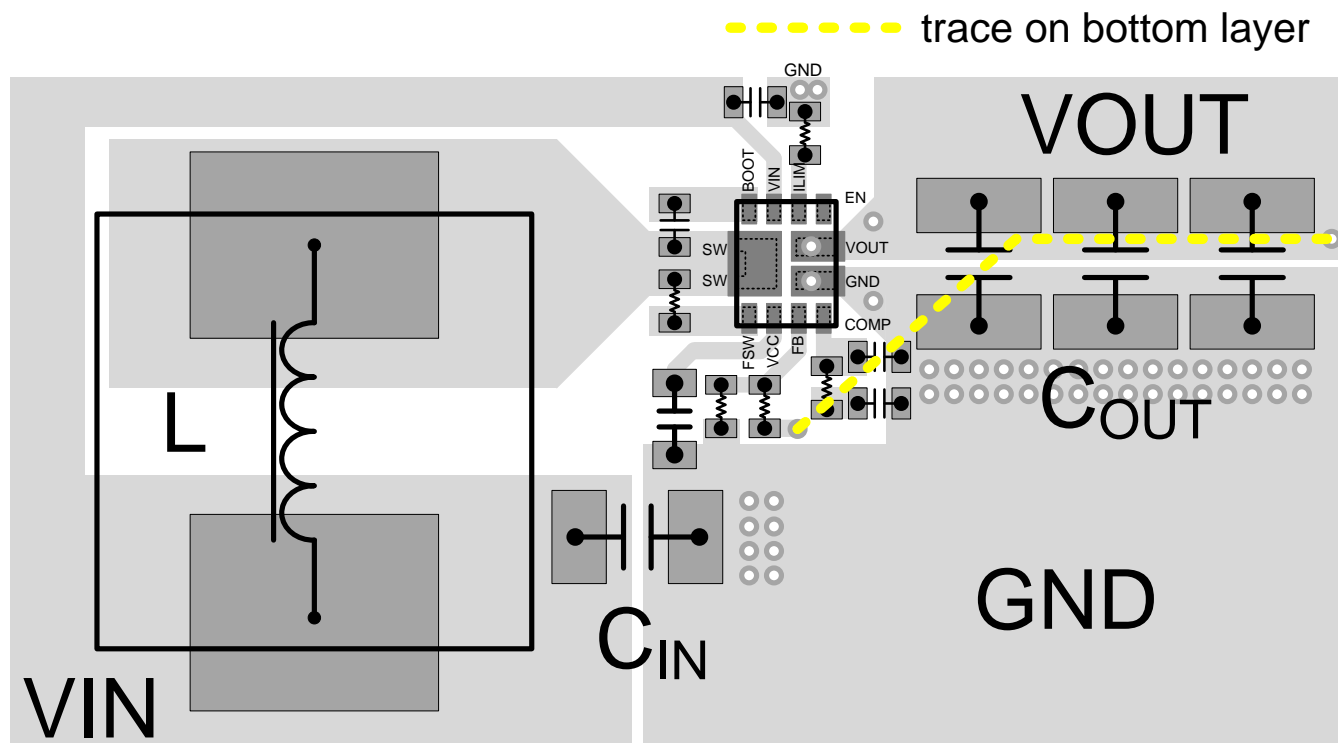 trace on bottom layer
GND
VOUT
BOOT
VIN
ILIM
EN
SW
VOUT
SW
GND
COMP
FSW
VCC
FB
L
COUT
CIN
GND
VIN